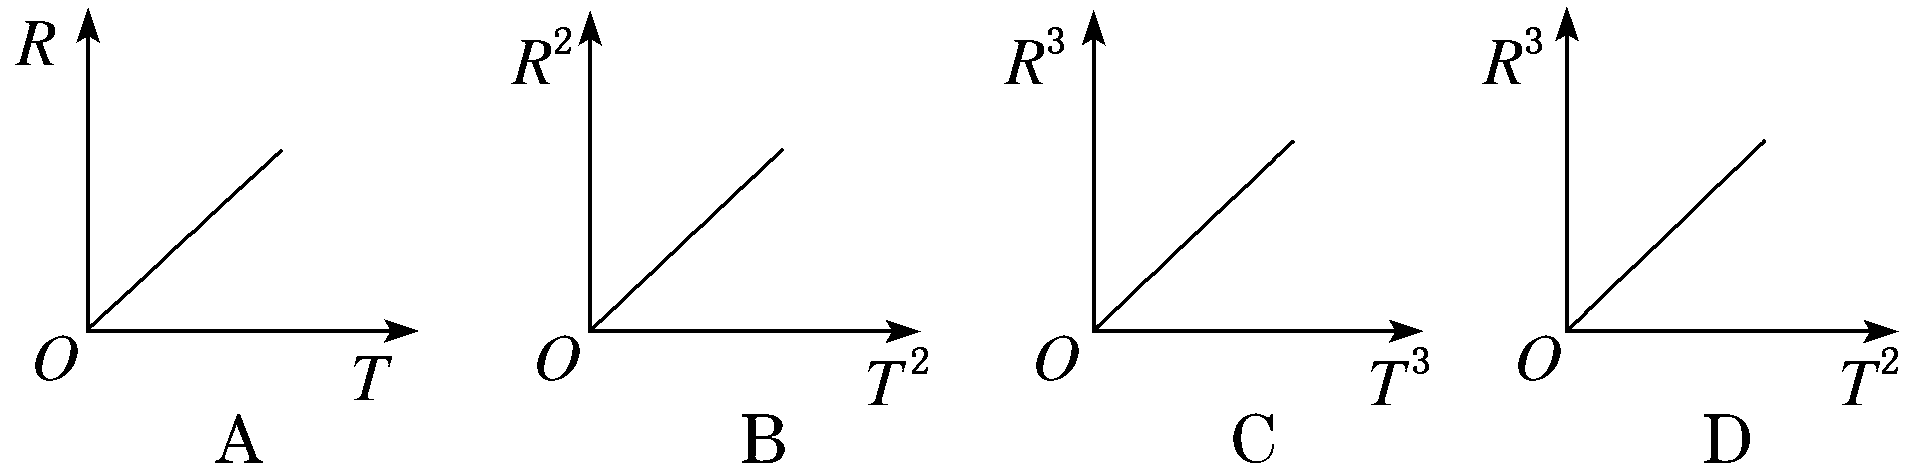 R
O
T
A
R²
O
T²
B
R³
O
T³
C
R³
O
T²
D